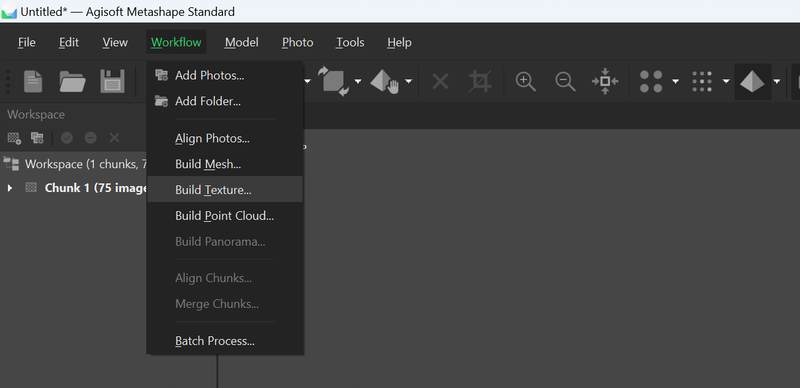 Untitled* — Agisoft Metashape Standard
File Edit View Workflow Model Photo Tools Help
Add Photos...
Workspace
Add Folder...
Align Photos...
Workspace (1 chunks, 7
Build Mesh...
Chunk 1 (75 image
Build Texture...
Build Point Cloud...
Build Panorama...
Align Chunks...
Merge Chunks...
Batch Process...